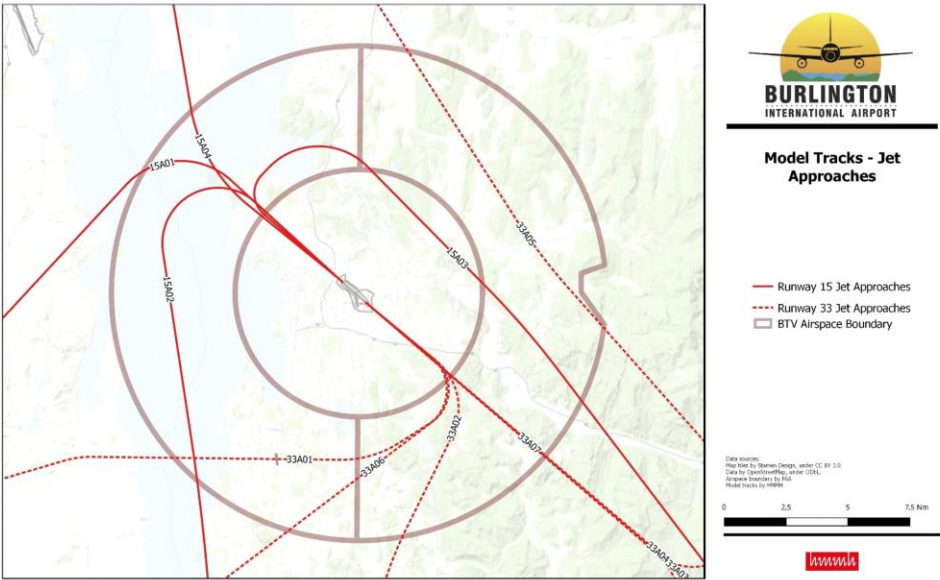 BURLINGTON
INTERNATIONAL AIRPORT
Model Tracks - Jet
Approaches
Runway 15 Jet Approaches
Runway 33 Jet Approaches
BTV Airspace Boundary
15A04
15A01
15A02
15A03
33A05
33A01
33A06
33A02
33A07
33A04
33A03
Data sources:
Map tiles by Stamen Design, under CC BY 3.0.
Data by OpenStreetMap, under ODbL.
Airspace boundary by FAA
Model tracks by HMMH
0 2.5 5 7.5 Nm
hmmh